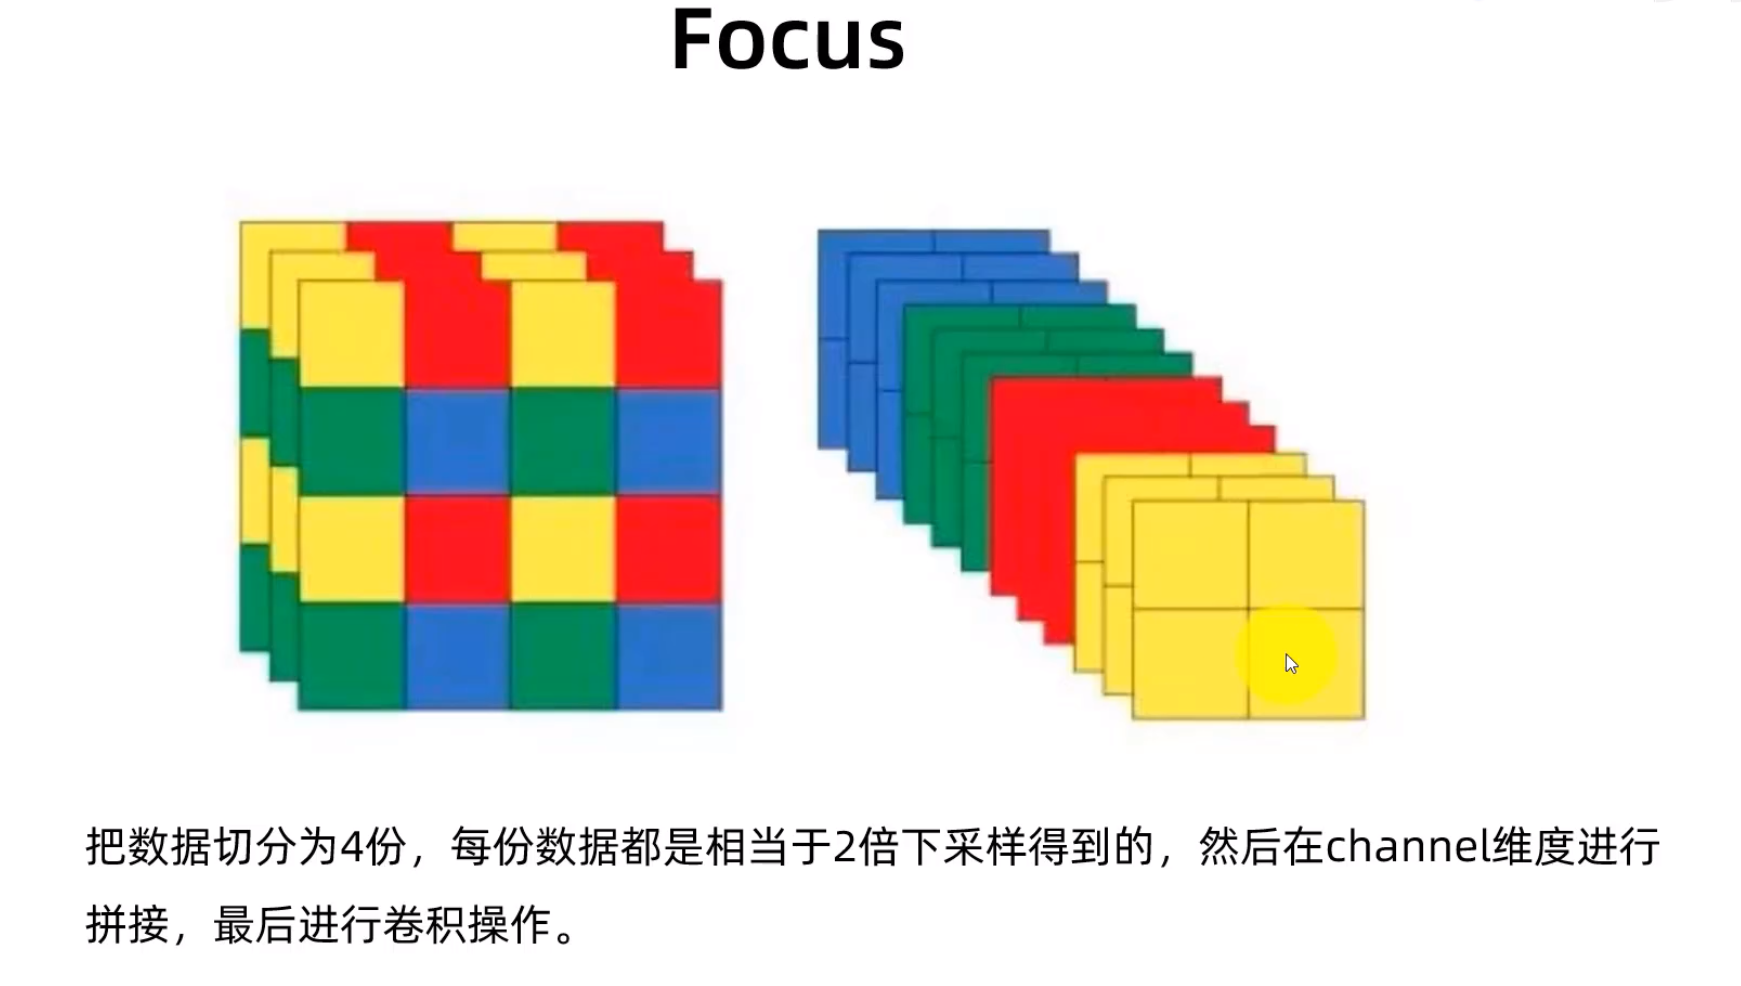 Focus
把数据切分为4份，每份数据都是相当于2倍下采样得到的，然后在channel维度进行
拼接，最后进行卷积操作。